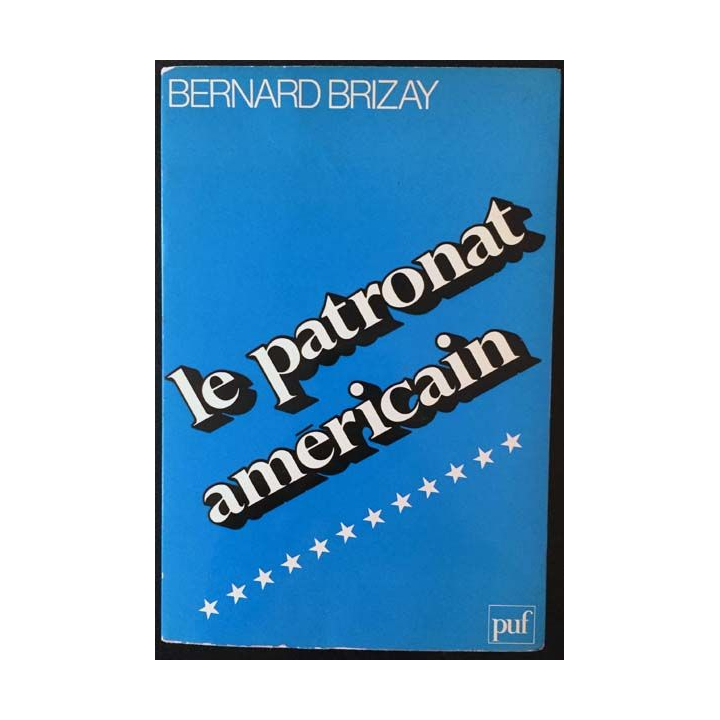 BERNARD BRIZAY
le patronat
américain
puf